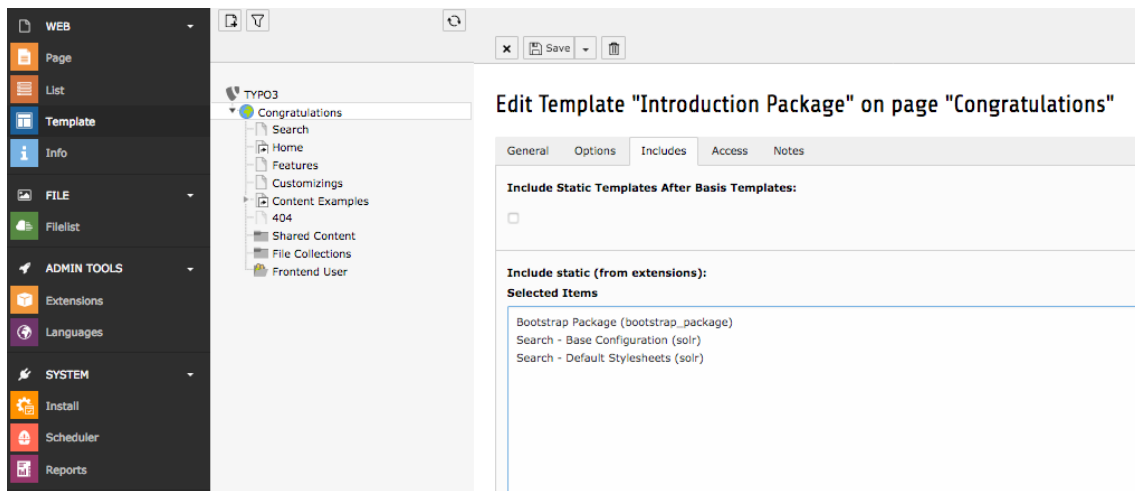 WEB
Page
List
Template
Info
FILE
Filelist
ADMIN TOOLS
Extensions
Languages
SYSTEM
Install
Scheduler
Reports
TYPO3
Congratulations
Search
Home
Features
Customizings
Content Examples
404
Shared Content
File Collections
Frontend User
Save
Edit Template "Introduction Package" on page "Congratulations"
General Options Includes Access Notes
Include Static Templates After Basis Templates:
Include static (from extensions):
Selected Items
Bootstrap Package (bootstrap_package)
Search - Base Configuration (solr)
Search - Default Stylesheets (solr)